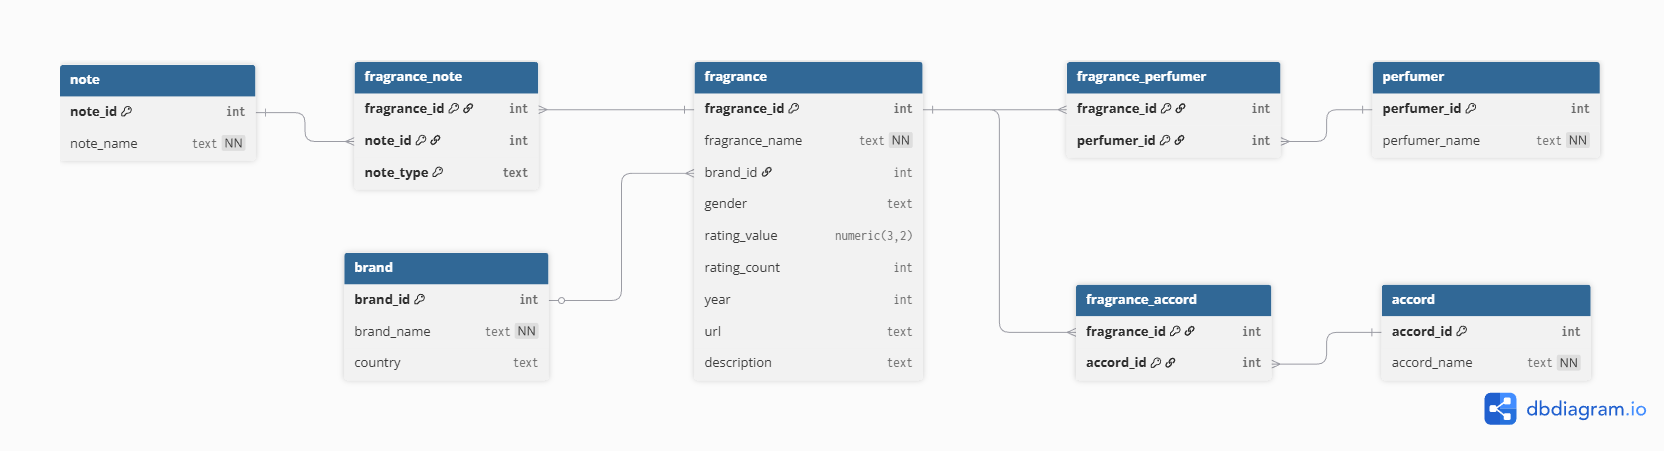 note
note_id int
note_name text NN
fragrance_note
fragrance_id int
note_id int
note_type text
brand
brand_id int
brand_name text NN
country text
fragrance
fragrance_id int
fragrance_name text NN
brand_id int
gender text
rating_value numeric(3,2)
rating_count int
year int
url text
description text
fragrance_perfumer
fragrance_id int
perfumer_id int
perfumer
perfumer_id int
perfumer_name text NN
fragrance_accord
fragrance_id int
accord_id int
accord
accord_id int
accord_name text NN
dbdiagram.io